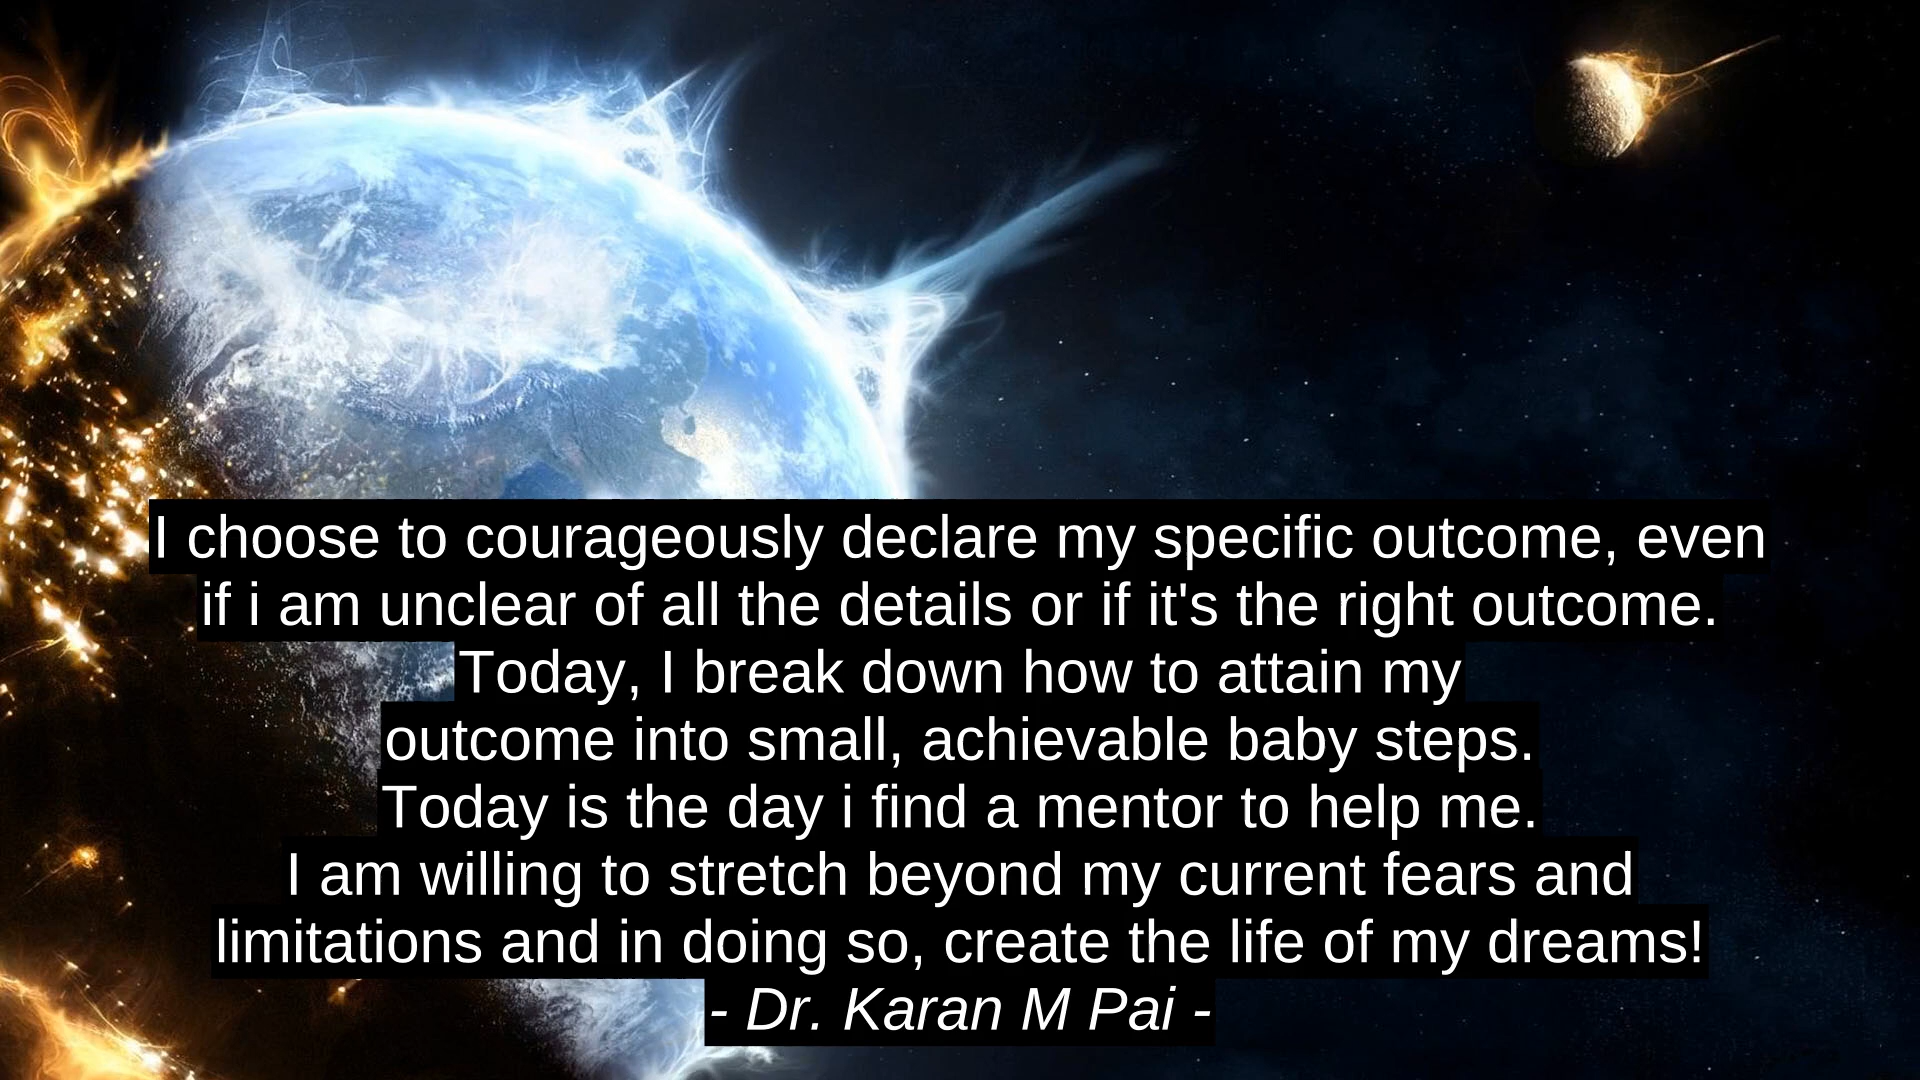 I choose to courageously declare my specific outcome, even
if i am unclear of all the details or if it's the right outcome.
Today, I break down how to attain my
outcome into small, achievable baby steps.
Today is the day i find a mentor to help me.
I am willing to stretch beyond my current fears and
limitations and in doing so, create the life of my dreams!
- Dr. Karan M Pai -